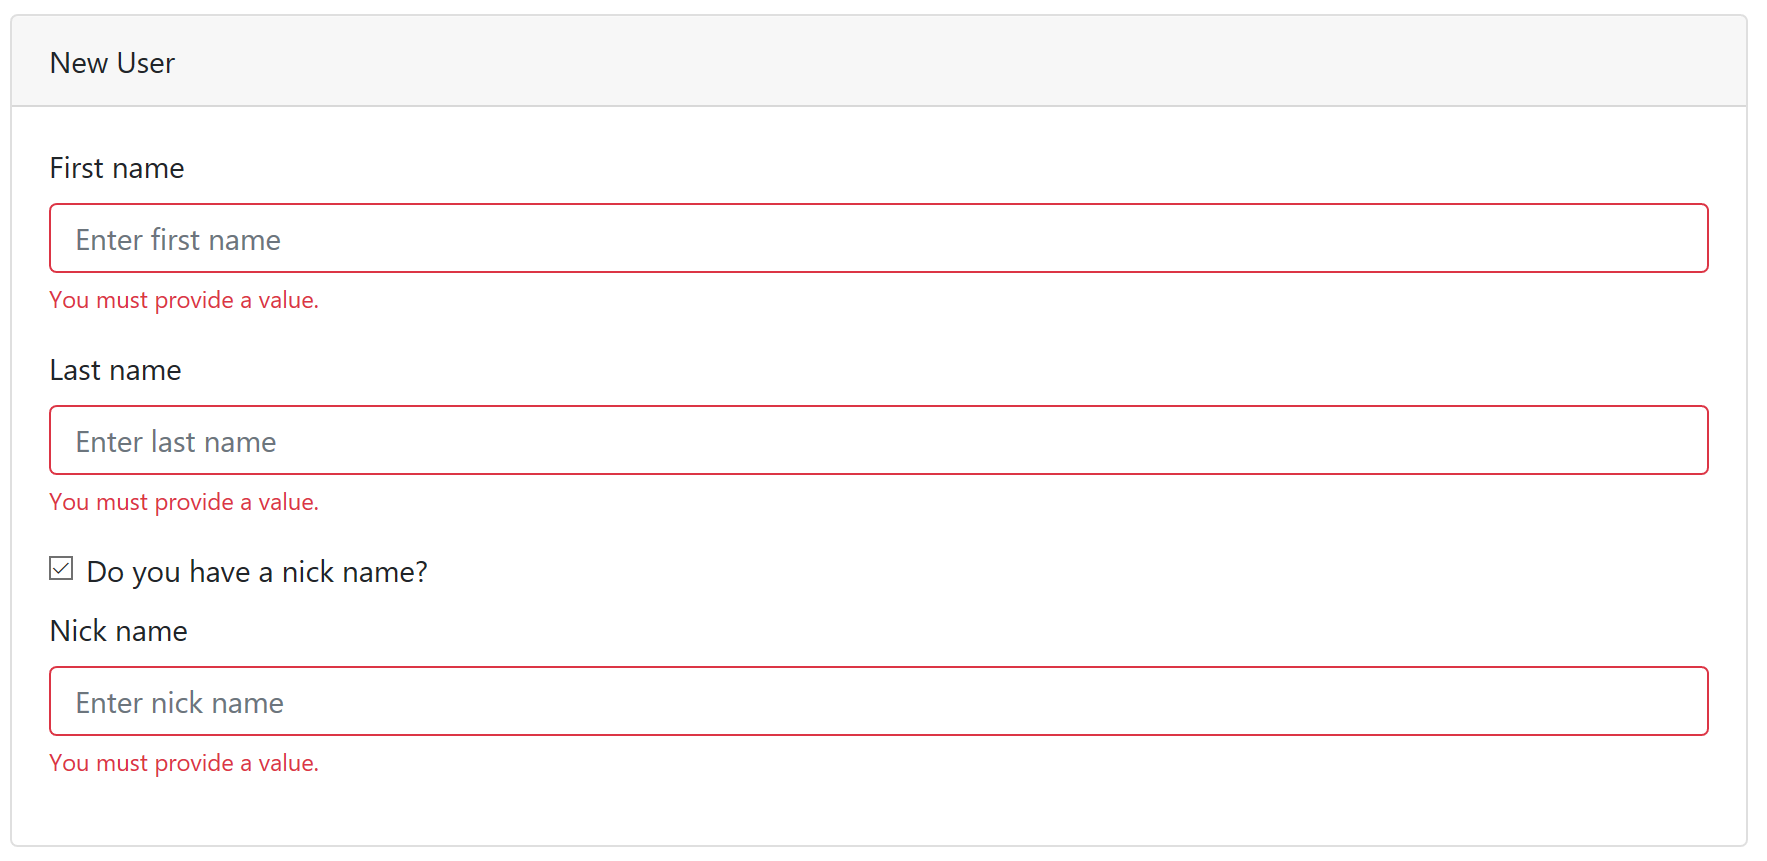 New User
First name
Enter first name
You must provide a value.
Last name
Enter last name
You must provide a value.
Do you have a nick name?
Nick name
Enter nick name
You must provide a value.